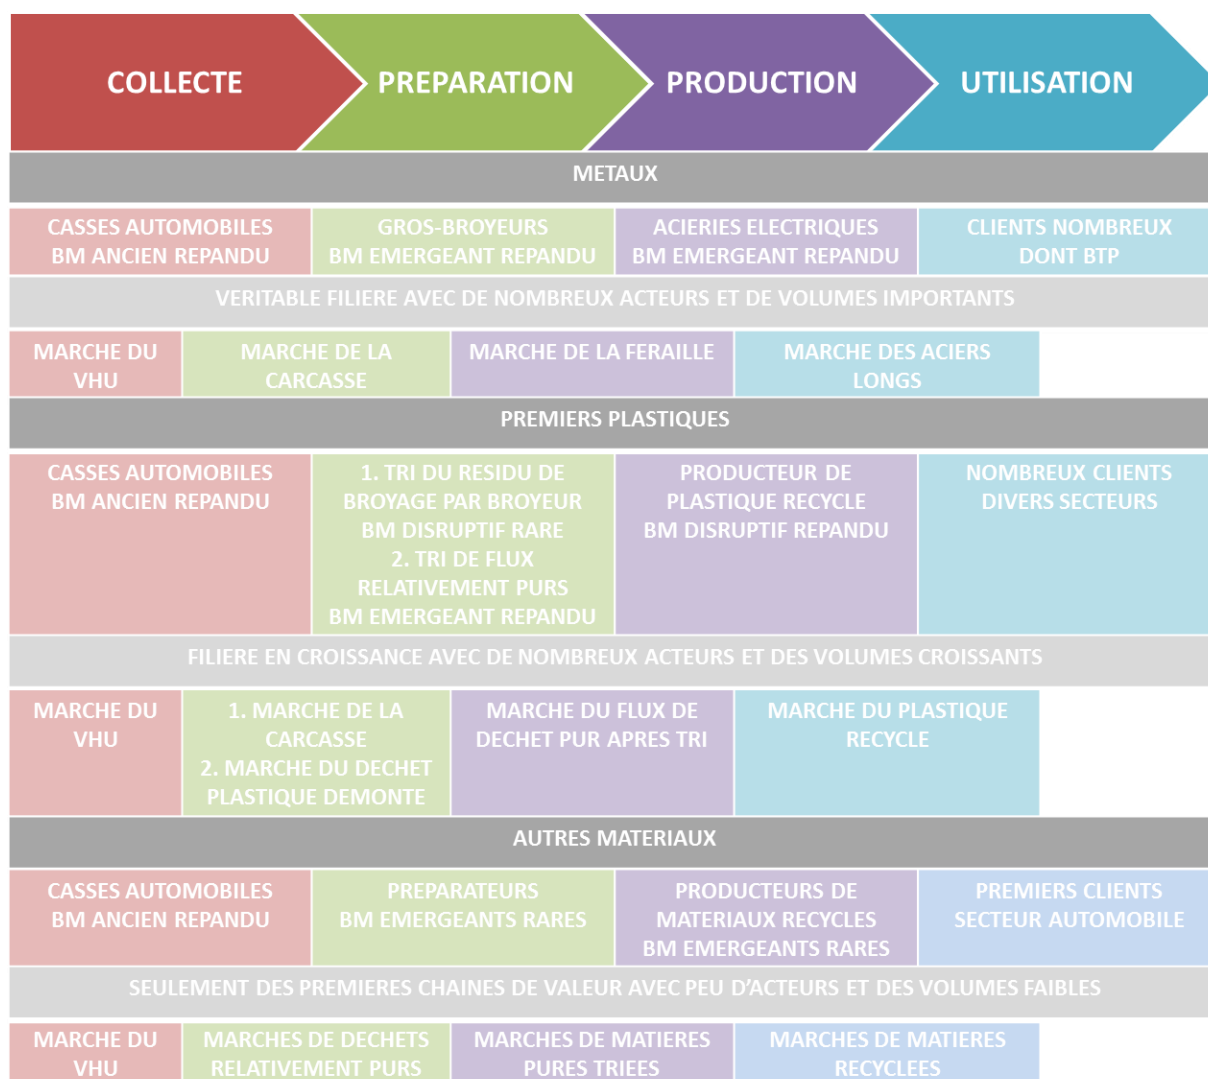 COLLECTE
PREPARATION
PRODUCTION
UTILISATION
METAUX
CASSES AUTOMOBILES
BM ANCIEN REPANDU
GROS-BROYEURS
BM EMERGEANT REPANDU
ACIERIES ELECTRIQUES
BM EMERGEANT REPANDU
CLIENTS NOMBREUX
DONT BTP
VERITABLE FILIERE AVEC DE NOMBREUX ACTEURS ET DE VOLUMES IMPORTANTS
MARCHE DU
VHU
MARCHE DE LA
CARCASSE
MARCHE DE LA FERAILLE
MARCHE DES ACIERS
LONGS
PREMIERS PLASTIQUES
CASSES AUTOMOBILES
BM ANCIEN REPANDU
1. TRI DU RESIDU DE
BROYAGE PAR BROYEUR
BM DISRUPTIF RARE
2. TRI DE FLUX
RELATIVEMENT PURS
BM EMERGEANT REPANDU
PRODUCTEUR DE
PLASTIQUE RECYCLE
BM DISRUPTIF REPANDU
NOMBREUX CLIENTS
DIVERS SECTEURS
FILIERE EN CROISSANCE AVEC DE NOMBREUX ACTEURS ET DES VOLUMES CROISSANTS
MARCHE DU
VHU
1. MARCHE DE LA
CARCASSE
2. MARCHE DU DECHET
PLASTIQUE DEMONTE
MARCHE DU FLUX DE
DECHET PUR APRES TRI
MARCHE DU PLASTIQUE
RECYCLE
AUTRES MATERIAUX
CASSES AUTOMOBILES
BM ANCIEN REPANDU
PREPARATEURS
BM EMERGEANTS RARES
PRODUCTEURS DE
MATERIAUX RECYCLES
BM EMERGEANTS RARES
PREMIERS CLIENTS
SECTEUR AUTOMOBILE
SEULEMENT DES PREMIERES CHAINES DE VALEUR AVEC PEU D'ACTEURS ET DES VOLUMES FAIBLES
MARCHE DU
VHU
MARCHES DE DECHETS
RELATIVEMENT PURS
MARCHES DE MATIERES
PURES TRIEES
MARCHES DE MATIERES
RECYCLEES